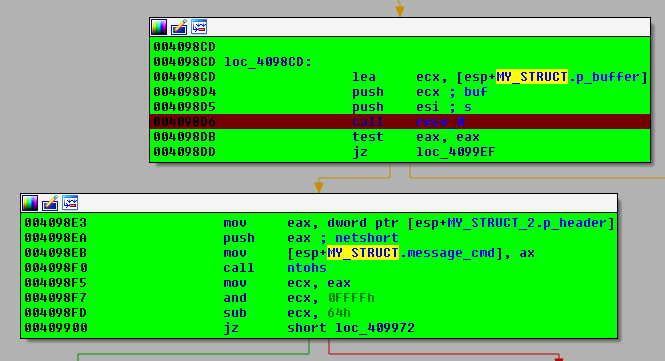 004098CD
004098CD loc_4098CD:
004098CD lea ecx, [esp+MY_STRUCT.p_buffer]
004098D4 push ecx ; buf
004098D5 push esi ; s
004098D6 call
004098DB test eax, eax
004098DD jz loc_4099EF
004098E3 mov eax, dword ptr [esp+MY_STRUCT_2.p_header]
004098EA push eax ; netshort
004098EB mov [esp+MY_STRUCT.message_cmd], ax
004098F0 call ntohs
004098F5 mov ecx, eax
004098F7 and ecx, 0FFFFh
004098FD sub ecx, 64h
00409900 jz short loc_409972